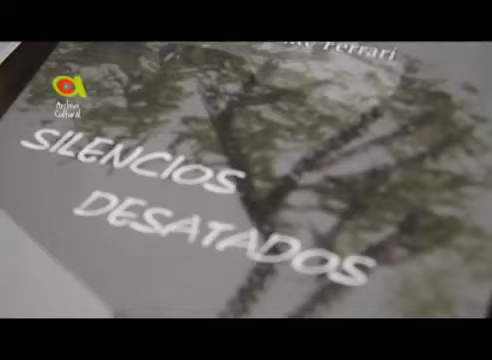 Ferrari
Archivo
Cultural
SILENCIOS
DESATADOS